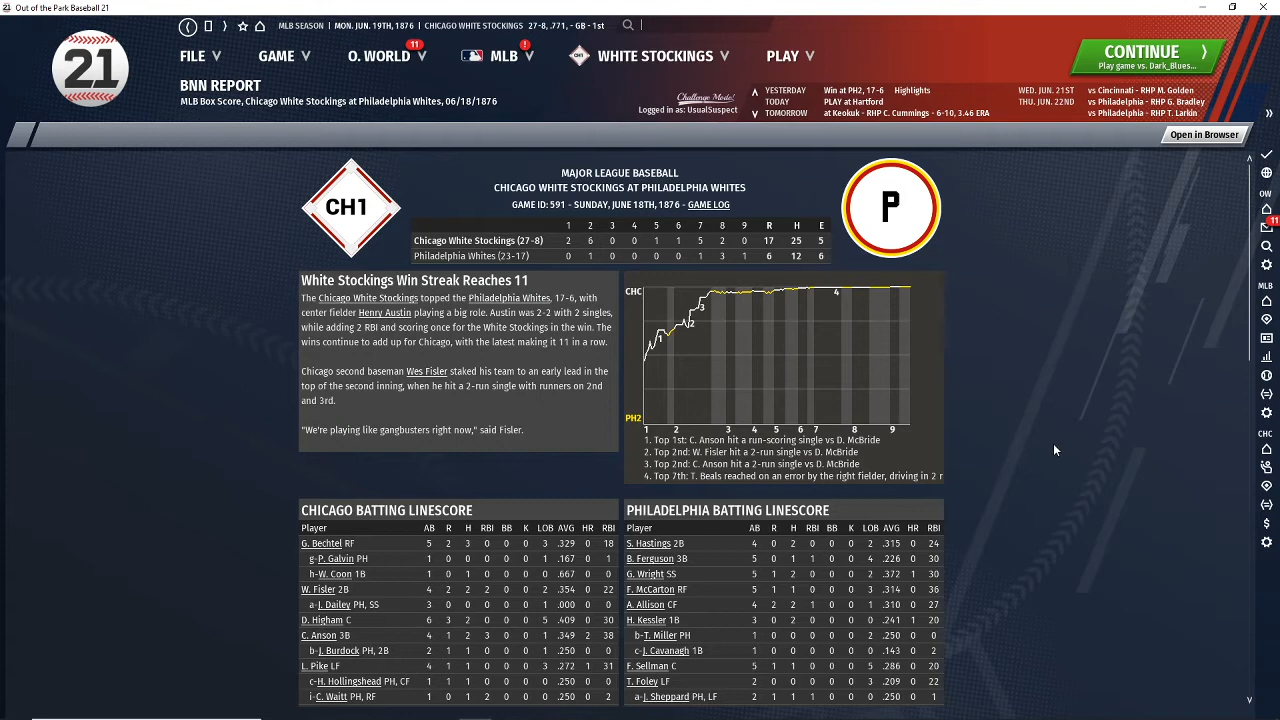 21 Out of the Park Baseball 21
MLB SEASON | MON. JUN. 19TH, 1876 | CHICAGO WHITE STOCKINGS 27-8, .771, - GB - 1st
21
FILE GAME O. WORLD 11 MLB ! CH1 WHITE STOCKINGS PLAY
CONTINUE
Play game vs. Dark_Blues...
BNN REPORT
MLB Box Score, Chicago White Stockings at Philadelphia Whites, 06/18/1876
Challenge Mode!
Logged in as: UsualSuspect
YESTERDAY Win at PH2, 17-6 Highlights
TODAY PLAY at Hartford
TOMORROW at Keokuk - RHP C. Cummings - 6-10, 3.46 ERA
WED. JUN. 21ST vs Cincinnati - RHP M. Golden
THU. JUN. 22ND vs Philadelphia - RHP G. Bradley
vs Philadelphia - RHP T. Larkin
Open in Browser
CH1
MAJOR LEAGUE BASEBALL
CHICAGO WHITE STOCKINGS AT PHILADELPHIA WHITES
GAME ID: 591 - SUNDAY, JUNE 18TH, 1876 - GAME LOG
P
1 2 3 4 5 6 7 8 9 R H E
Chicago White Stockings (27-8) 2 6 0 0 1 1 5 2 0 17 25 5
Philadelphia Whites (23-17) 0 1 0 0 0 0 1 3 1 6 12 6
White Stockings Win Streak Reaches 11
The Chicago White Stockings topped the Philadelphia Whites, 17-6, with
center fielder Henry Austin playing a big role. Austin was 2-2 with 2 singles,
while adding 2 RBI and scoring once for the White Stockings in the win. The
wins continue to add up for Chicago, with the latest making it 11 in a row.
Chicago second baseman Wes Fisler staked his team to an early lead in the
top of the second inning, when he hit a 2-run single with runners on 2nd
and 3rd.
"We're playing like gangbusters right now," said Fisler.
CHC
1 2 3 4
PH2
1 2 3 4 5 6 7 8 9
1. Top 1st: C. Anson hit a run-scoring single vs D. McBride
2. Top 2nd: W. Fisler hit a 2-run single vs D. McBride
3. Top 2nd: C. Anson hit a 2-run single vs D. McBride
4. Top 7th: T. Beals reached on an error by the right fielder, driving in 2 r
CHICAGO BATTING LINESCORE
Player AB R H RBI BB K LOB AVG HR RBI
G. Bechtel RF 5 2 3 0 0 0 3 .329 0 18
g-P. Galvin PH 1 0 0 0 0 0 0 .167 0 1
h-W. Coon 1B 1 0 1 0 0 0 0 .667 0 0
W. Fisler 2B 4 2 2 2 0 0 2 .354 0 22
a-J. Dailey PH, SS 3 0 0 0 0 0 1 .000 0 0
D. Higham C 6 3 2 0 0 0 5 .409 0 30
C. Anson 3B 4 1 2 3 0 0 1 .349 2 38
b-J. Burdock PH, 2B 2 1 1 0 0 0 1 .250 0 0
L. Pike LF 4 1 1 0 0 0 3 .272 1 31
c-H. Hollingshead PH, CF 1 1 1 0 0 0 0 .250 0 0
i-C. Waitt PH, RF 1 0 1 2 0 0 0 .250 0 2
PHILADELPHIA BATTING LINESCORE
Player AB R H RBI BB K LOB AVG HR RBI
S. Hastings 2B 4 0 2 0 0 0 2 .315 0 24
B. Ferguson 3B 5 0 1 1 0 0 4 .226 0 30
G. Wright SS 5 1 2 0 0 0 2 .372 1 30
F. McCarton RF 5 1 1 0 0 0 3 .314 0 36
A. Allison CF 4 2 2 1 0 0 1 .310 0 27
H. Kessler 1B 3 0 2 0 0 0 0 .241 1 20
b-T. Miller PH 1 0 0 0 0 0 2 .250 0 0
c-J. Cavanagh 1B 1 0 0 0 0 0 0 .143 0 2
F. Sellman C 5 1 1 0 0 0 5 .286 0 20
T. Foley LF 2 0 0 0 0 0 3 .209 0 22
a-J. Sheppard PH, LF 2 1 1 1 0 0 0 .250 0 1
OW
11
MLB
CHC